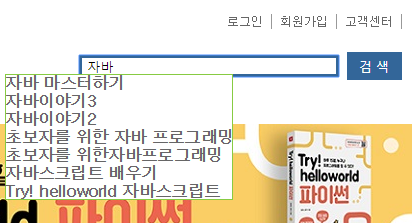 로그인 | 회원가입 | 고객센터 |
자바 검 색
자바 마스터하기
자바이야기3
자바이야기2
초보자를 위한 자바 프로그래밍
초보자를 위한자바프로그래밍
자바스크립트 배우기
Try! helloworld 자바스크립트
Try!
helloworld
파이썬